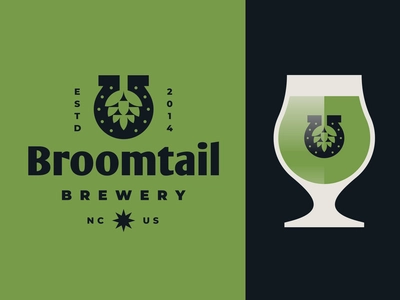 ESTD
2014
Broomtail
BREWERY
NC US